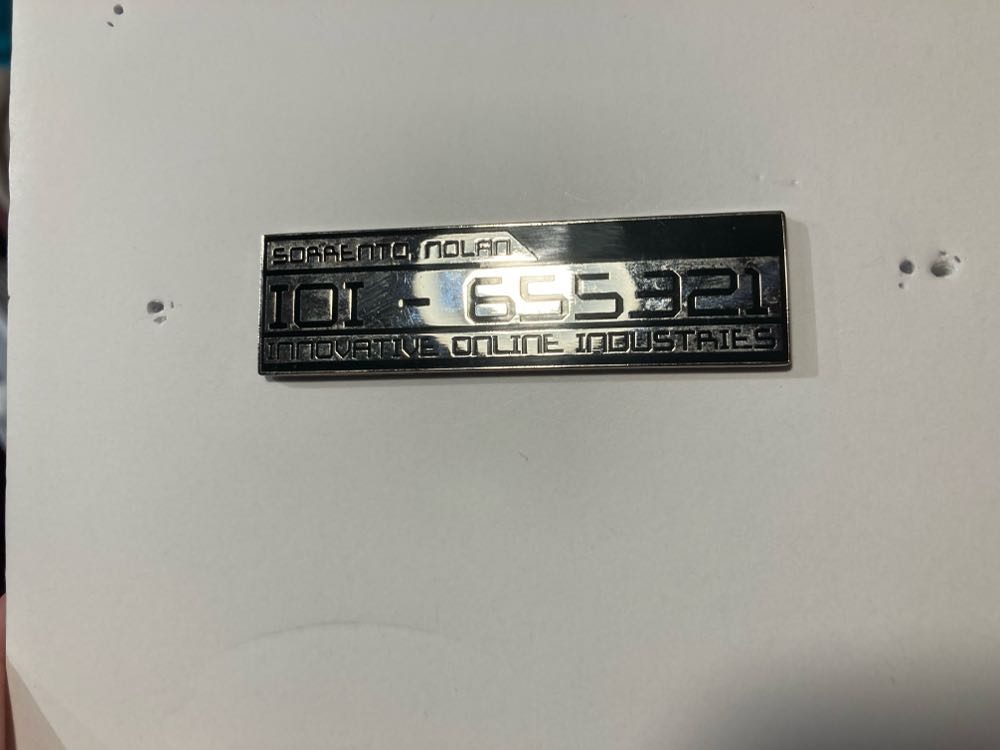 SORRENTO, NOLAN
IOI - 655321
INNOVATIVE ONLINE INDUSTRIES